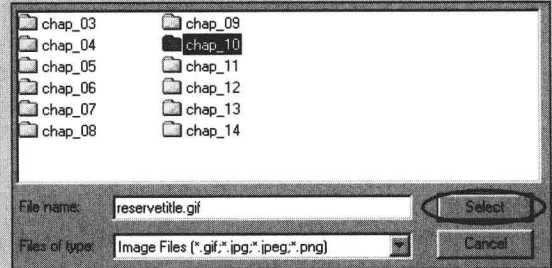 chap_03
chap_04
chap_05
chap_06
chap_07
chap_08
chap_09
chap_10
chap_11
chap_12
chap_13
chap_14
File name: reservetitle.gif Select
Files of type: Image Files (*.gif;*.jpg;*.jpeg;*.png) Cancel